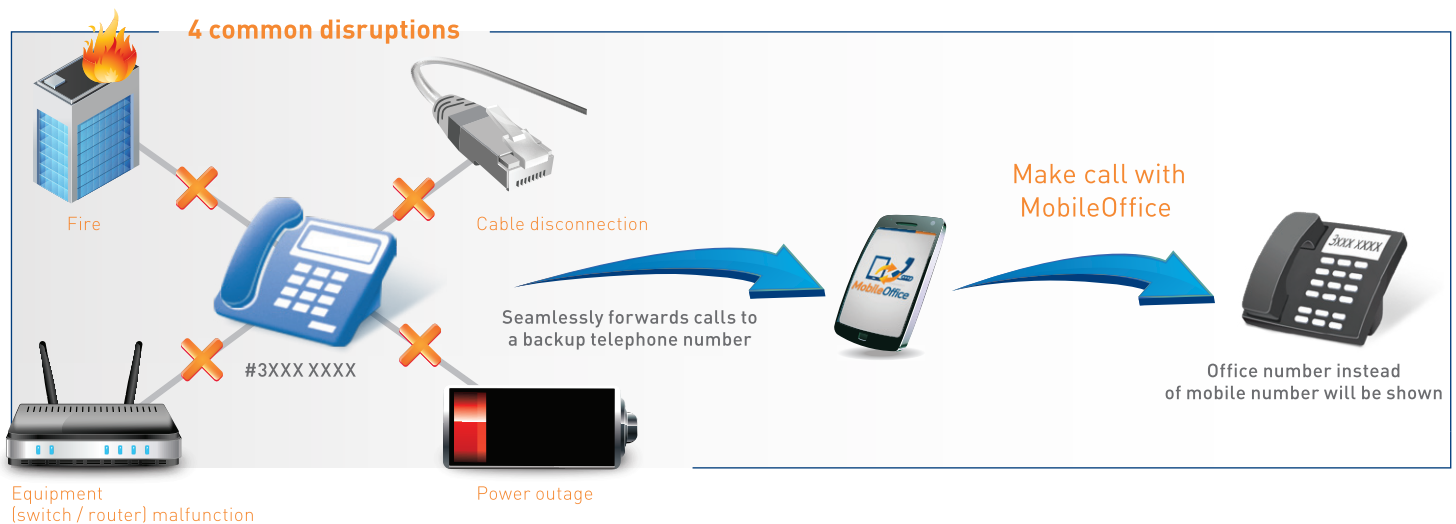 4 common disruptions
Fire
Cable disconnection
#3XXX XXXX
Equipment
(switch / router) malfunction
Power outage
Seamlessly forwards calls to
a backup telephone number
MobileOffice
Make call with
MobileOffice
3XXX XXXX
Office number instead
of mobile number will be shown